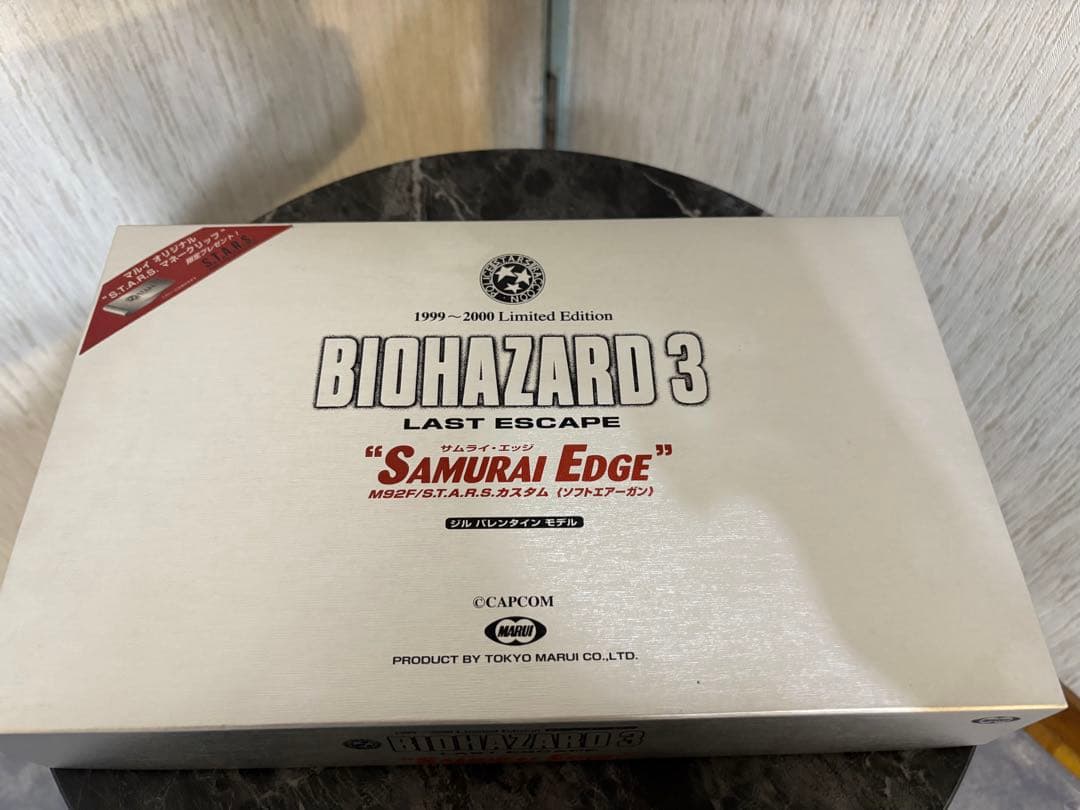 マルイ オリジナル
"S.T.A.R.S. マネークリップ"
限定プレゼント!
S.T.A.R.S.
1999～2000 Limited Edition
BIOHAZARD 3
LAST ESCAPE
サムライ・エッジ
“SAMURAI EDGE”
M92F/S.T.A.R.S.カスタム《ソフトエアーガン》
ジル バレンタイン モデル
©CAPCOM
MARUI
PRODUCT BY TOKYO MARUI CO.,LTD.
BIOHAZARD 3